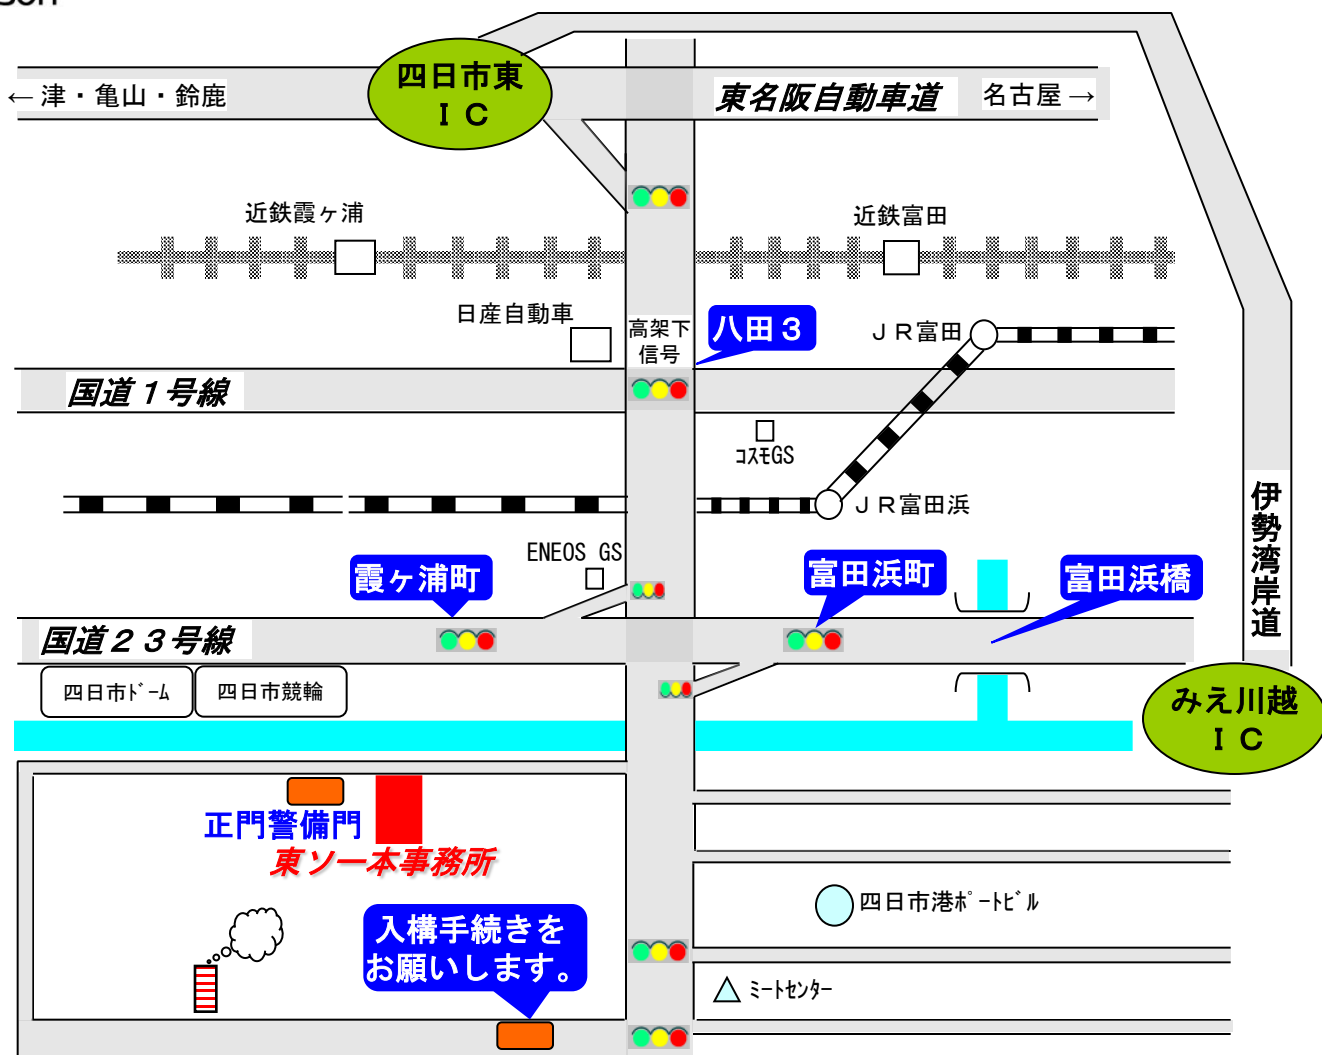 四日市東
ＩＣ
←津・亀山・鈴鹿
東名阪自動車道
名古屋→
近鉄霞ヶ浦
近鉄富田
日産自動車
高架下
信号
八田３
ＪＲ富田
国道１号線
コスモGS
ＪＲ富田浜
伊勢湾岸道
ENEOS GS
霞ヶ浦町
富田浜町
富田浜橋
国道２３号線
四日市ドーム
四日市競輪
みえ川越
ＩＣ
正門警備門
東ソー本事務所
四日市港ポートビル
入構手続きを
お願いします。
ミートセンター